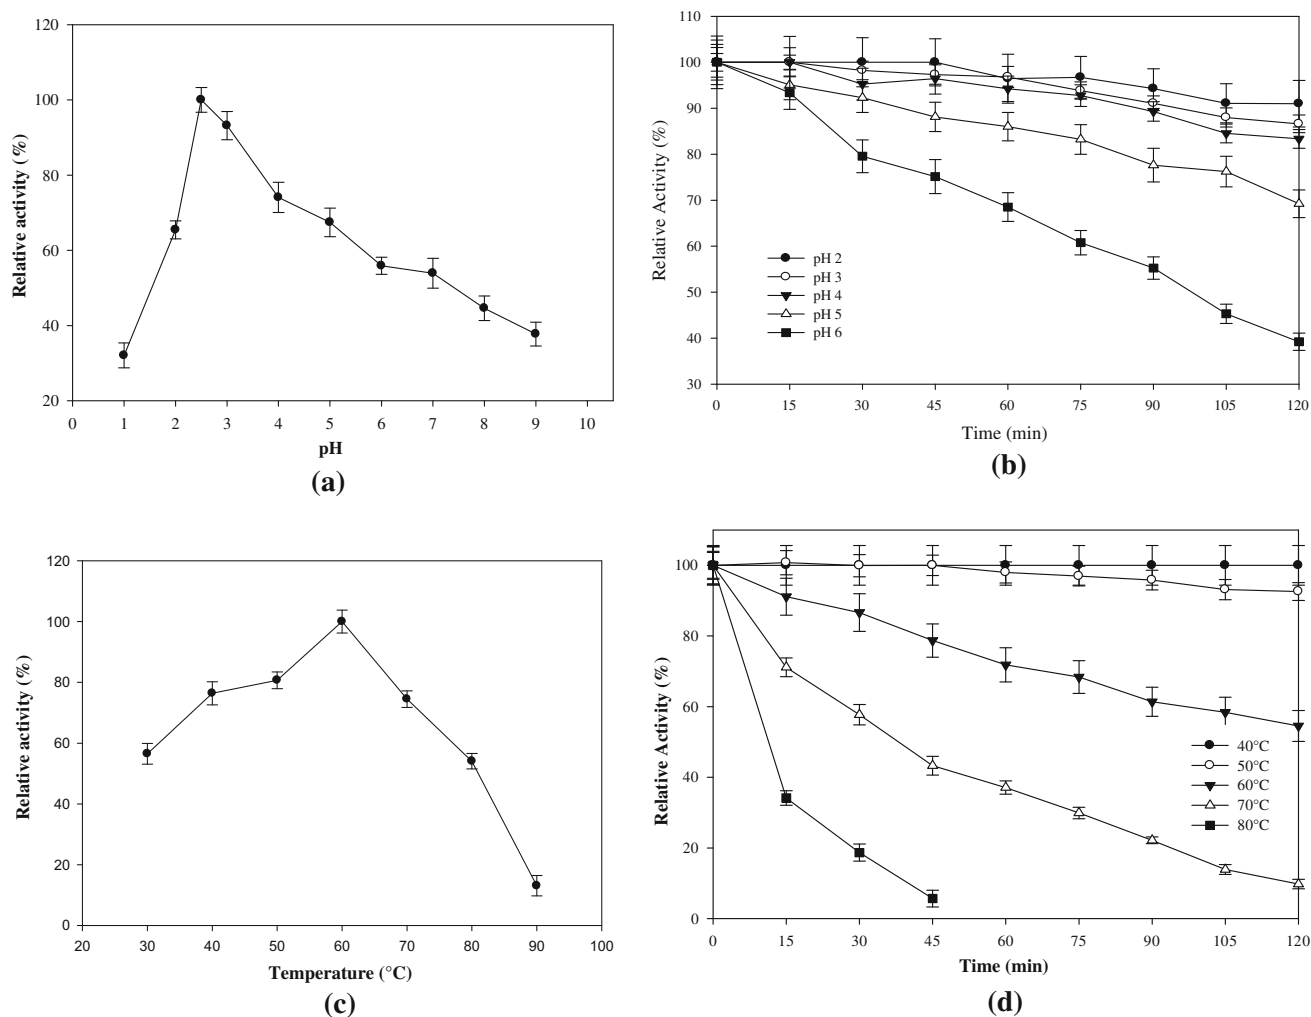 120
100
80
60
40
20
Relative activity (%)
0 1 2 3 4 5 6 7 8 9 10
pH
(a)
110
100
90
80
70
60
50
40
30
Relative Activity (%)
pH 2
pH 3
pH 4
pH 5
pH 6
0 15 30 45 60 75 90 105 120
Time (min)
(b)
120
100
80
60
40
20
0
Relative activity (%)
20 30 40 50 60 70 80 90 100
Temperature (°C)
(c)
100
80
60
40
20
0
Relative Activity (%)
40°C
50°C
60°C
70°C
80°C
0 15 30 45 60 75 90 105 120
Time (min)
(d)